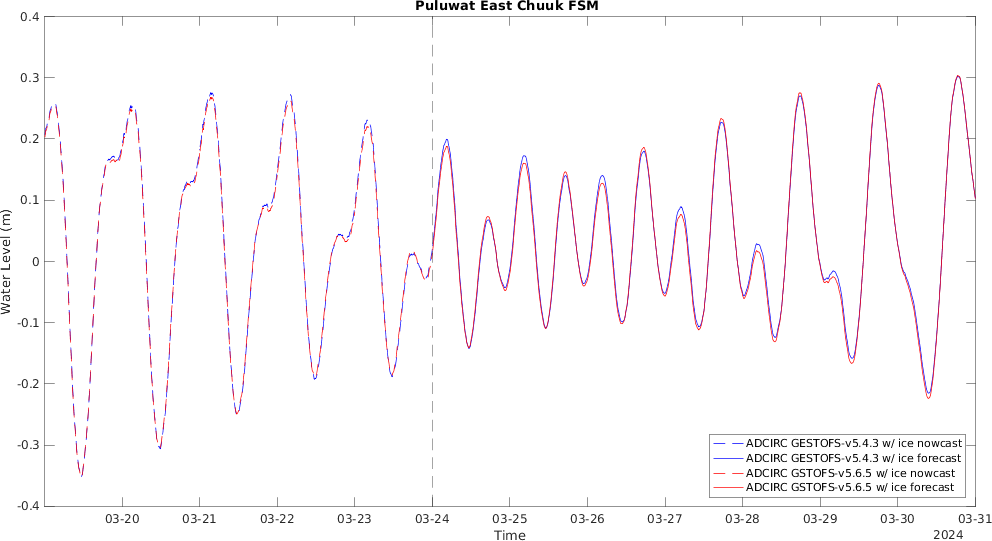 Puluwat East Chuuk FSM
0.4
0.3
0.2
0.1
0
-0.1
-0.2
-0.3
-0.4
Water Level (m)
03-20 03-21 03-22 03-23 03-24 03-25 03-26 03-27 03-28 03-29 03-30 03-31
Time
2024
ADCIRC GESTOFS-v5.4.3 w/ ice nowcast
ADCIRC GESTOFS-v5.4.3 w/ ice forecast
ADCIRC GSTOFS-v5.6.5 w/ ice nowcast
ADCIRC GSTOFS-v5.6.5 w/ ice forecast